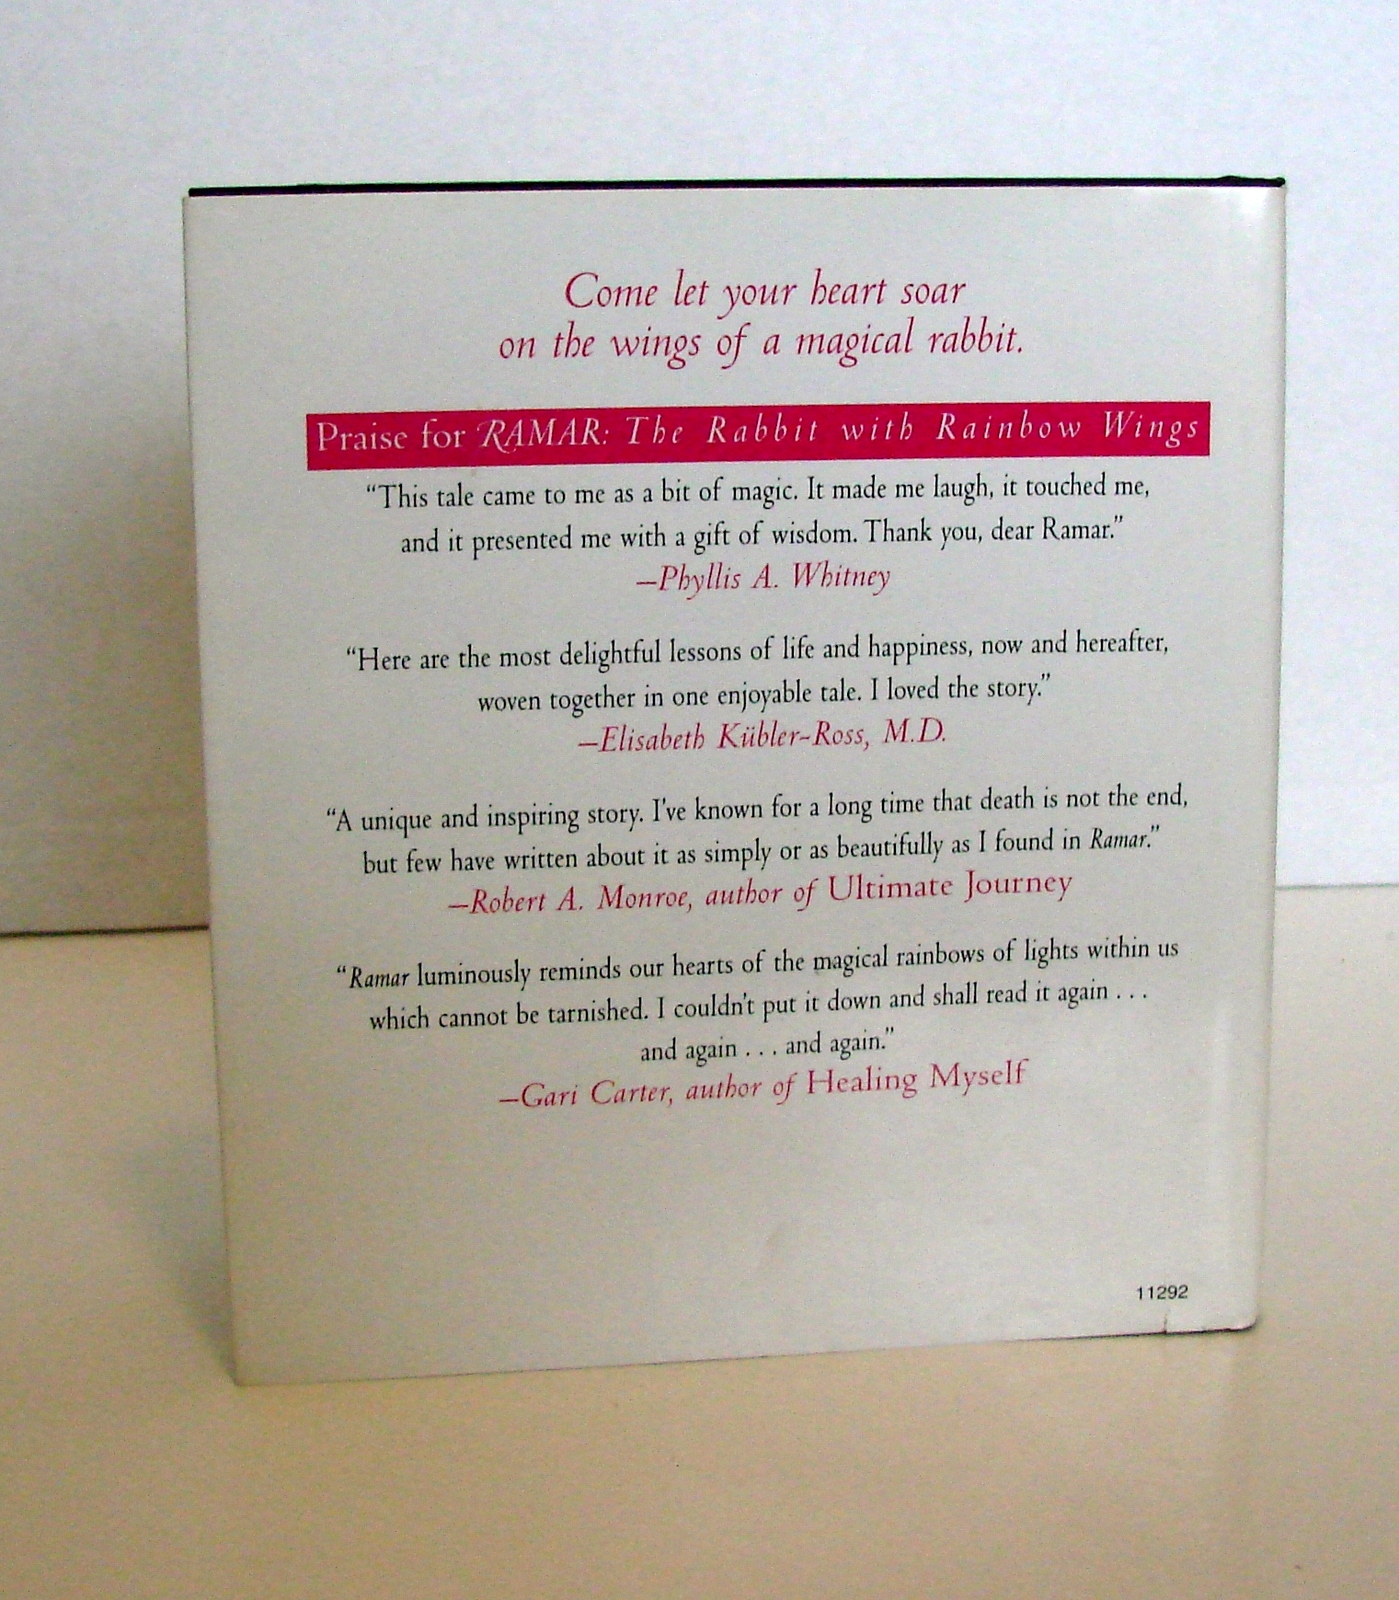 Come let your heart soar
on the wings of a magical rabbit.
Praise for RAMAR: The Rabbit with Rainbow Wings
“This tale came to me as a bit of magic. It made me laugh, it touched me,
and it presented me with a gift of wisdom. Thank you, dear Ramar.”
—Phyllis A. Whitney
“Here are the most delightful lessons of life and happiness, now and hereafter,
woven together in one enjoyable tale. I loved the story.”
—Elisabeth Kübler-Ross, M.D.
“A unique and inspiring story. I’ve known for a long time that death is not the end,
but few have written about it as simply or as beautifully as I found in Ramar.”
—Robert A. Monroe, author of Ultimate Journey
“Ramar luminously reminds our hearts of the magical rainbows of lights within us
which cannot be tarnished. I couldn’t put it down and shall read it again . . .
and again . . . and again.”
—Gari Carter, author of Healing Myself
11292